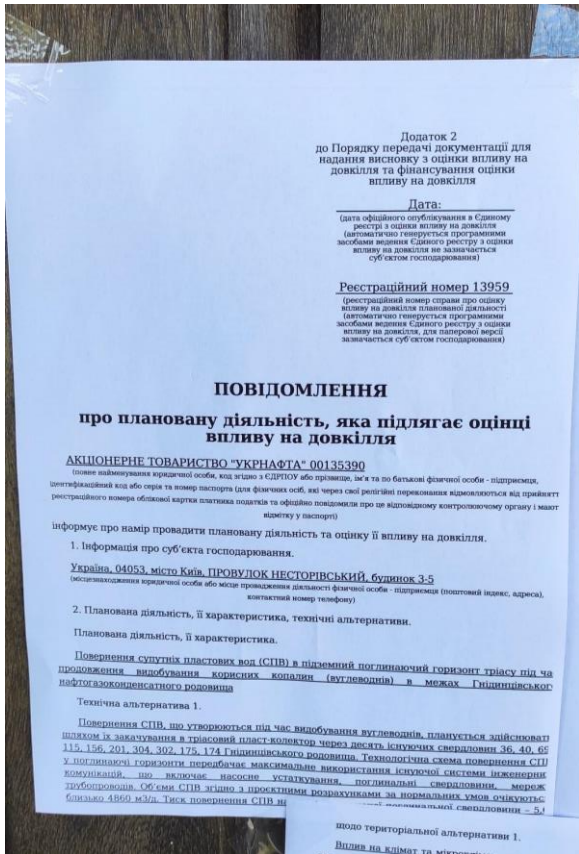 Додаток 2
до Порядку передачі документації для
надання висновку з оцінки впливу на
довкілля та фінансування оцінки
впливу на довкілля
Дата:
(дата офіційного опублікування в Єдиному
реєстрі з оцінки впливу на довкілля
(автоматично генерується програмними
засобами ведення Єдиного реєстру з оцінки
впливу на довкілля не зазначається
суб'єктом господарювання)
Реєстраційний номер 13959
(реєстраційний номер справи про оцінку
впливу на довкілля планованої діяльності
(автоматично генерується програмними
засобами ведення Єдиного реєстру з оцінки
впливу на довкілля, для паперової версії
зазначається суб'єктом господарювання)
ПОВІДОМЛЕННЯ
про плановану діяльність, яка підлягає оцінці
впливу на довкілля
АКЦІОНЕРНЕ ТОВАРИСТВО "УКРНАФТА" 00135390
(повне найменування юридичної особи, код згідно з ЄДРПОУ або прізвище, ім'я та по батькові фізичної особи - підприємця,
ідентифікаційний код або серія та номер паспорта (для фізичних осіб, які через свої релігійні переконання відмовляються від прийнятт
реєстраційного номера облікової картки платника податків та офіційно повідомили про це відповідному контролюючому органу і мают
відмітку у паспорті)
інформує про намір провадити плановану діяльність та оцінку її впливу на довкілля.
1. Інформація про суб'єкта господарювання.
Україна, 04053, місто Київ, ПРОВУЛОК НЕСТОРІВСЬКИЙ, будинок 3-5
(місцезнаходження юридичної особи або місце провадження діяльності фізичної особи - підприємця (поштовий індекс, адреса),
контактний номер телефону)
2. Планована діяльність, її характеристика, технічні альтернативи.
Планована діяльність, її характеристика.
Повернення супутніх пластових вод (СПВ) в підземний поглинаючий горизонт тріасу під ча
продовження видобування корисних копалин (вуглеводнів) в межах Гнідинцівськог
нафтогазоконденсатного родовища
Технічна альтернатива 1.
Повернення СПВ, що утворюються під час видобування вуглеводнів, планується здійснюват
шляхом їх закачування в тріасовий пласт-колектор через десять існуючих свердловин 36, 40, 69
115, 156, 201, 304, 302, 175, 174 Гнідинцівського родовища. Технологічна схема повернення СП
у поглинаючі горизонти передбачає максимальне використання існуючої системи інженерни
комунікацій, що включає насосне устаткування, поглинальні свердловини, мереж
трубопроводів. Об'єми СПВ згідно з проєктними розрахунками за нормальних умов очікуютьс
близько 4860 м3/д. Тиск повернення СПВ на поглинальної свердловини – 5,
щодо територіальної альтернативи 1.
Вплив на клімат та